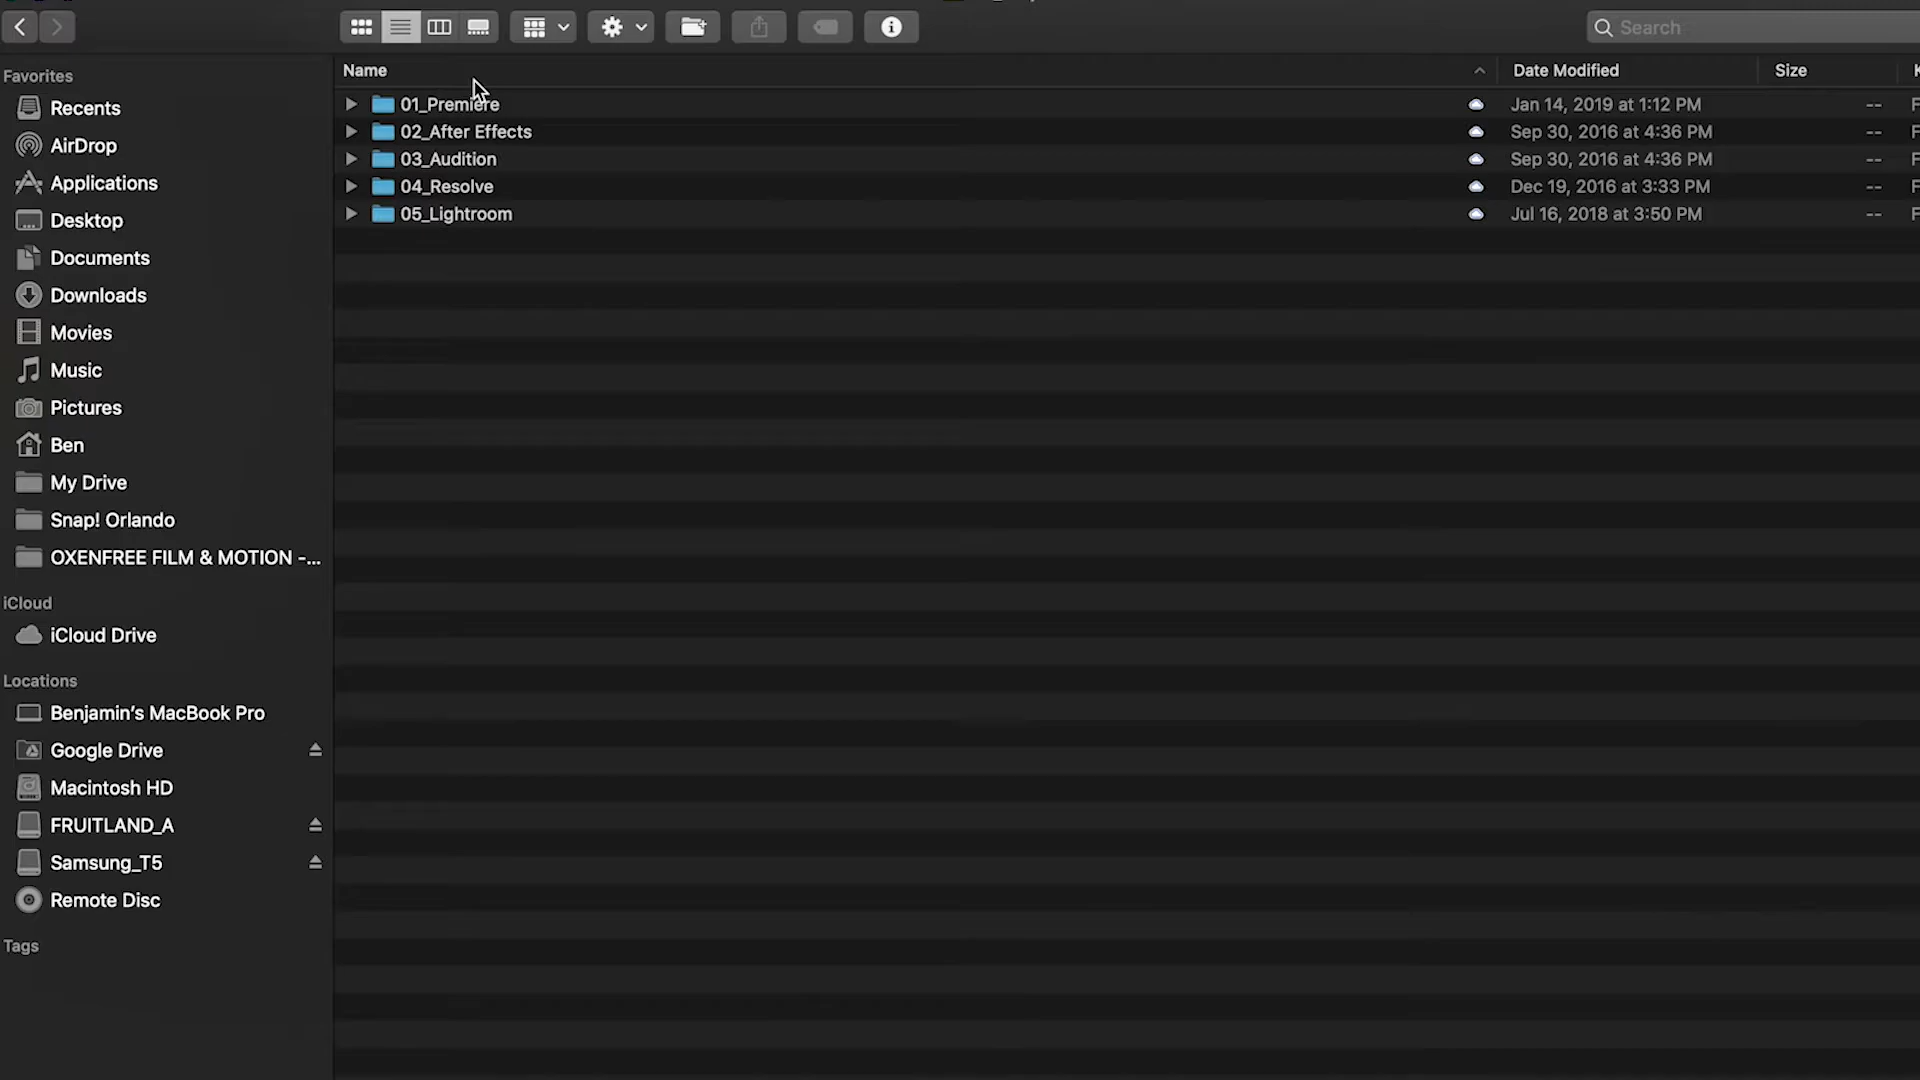 Search
Name Date Modified Size
Favorites
Recents
AirDrop
Applications
Desktop
Documents
Downloads
Movies
Music
Pictures
Ben
My Drive
Snap! Orlando
OXENFREE FILM & MOTION -...
iCloud
iCloud Drive
Locations
Benjamin's MacBook Pro
Google Drive
Macintosh HD
FRUITLAND_A
Samsung_T5
Remote Disc
Tags
01_Premiere Jan 14, 2019 at 1:12 PM --
02_After Effects Sep 30, 2016 at 4:36 PM --
03_Audition Sep 30, 2016 at 4:36 PM --
04_Resolve Dec 19, 2016 at 3:33 PM --
05_Lightroom Jul 16, 2018 at 3:50 PM --